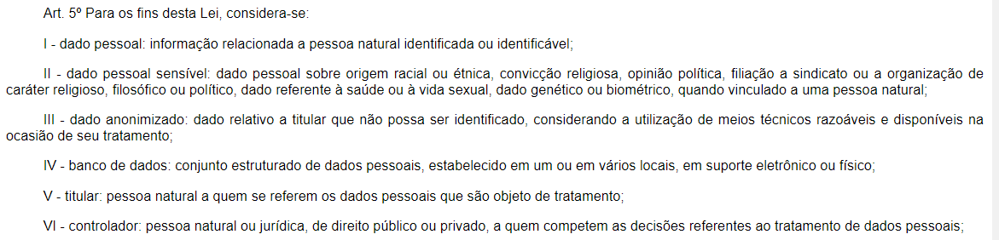 Art. 5º Para os fins desta Lei, considera-se:
I - dado pessoal: informação relacionada a pessoa natural identificada ou identificável;
II - dado pessoal sensível: dado pessoal sobre origem racial ou étnica, convicção religiosa, opinião política, filiação a sindicato ou a organização de
caráter religioso, filosófico ou político, dado referente à saúde ou à vida sexual, dado genético ou biométrico, quando vinculado a uma pessoa natural;
III - dado anonimizado: dado relativo a titular que não possa ser identificado, considerando a utilização de meios técnicos razoáveis e disponíveis na
ocasião de seu tratamento;
IV - banco de dados: conjunto estruturado de dados pessoais, estabelecido em um ou em vários locais, em suporte eletrônico ou físico;
V - titular: pessoa natural a quem se referem os dados pessoais que são objeto de tratamento;
VI - controlador: pessoa natural ou jurídica, de direito público ou privado, a quem competem as decisões referentes ao tratamento de dados pessoais;